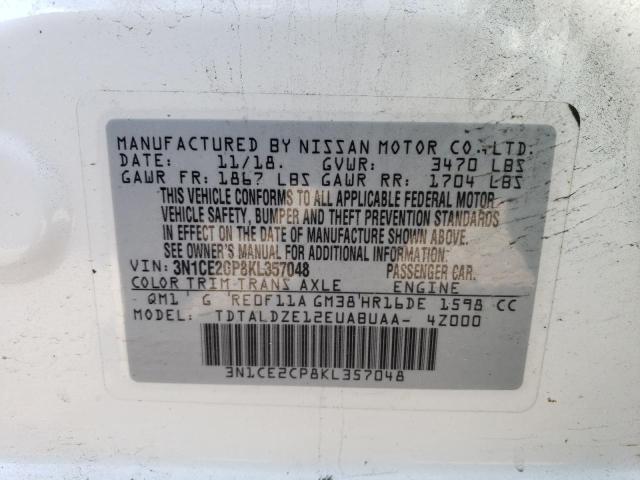 MANUFACTURED BY NISSAN MOTOR CO., LTD.
DATE: 11/18. GVWR: 3470 LBS
GAWR FR: 1867 LBS GAWR RR: 1704 LBS
THIS VEHICLE CONFORMS TO ALL APPLICABLE FEDERAL MOTOR
VEHICLE SAFETY, BUMPER AND THEFT PREVENTION STANDARDS
IN EFFECT ON THE DATE OF MANUFACTURE SHOWN ABOVE.
SEE OWNER'S MANUAL FOR ADDITIONAL INFORMATION.
VIN: 3N1CE2CP8KL357048 PASSENGER CAR.
COLOR TRIM TRANS AXLE ENGINE
QM1 G RE0F11A GM38 HR16DE 1598 CC
MODEL: TDTALDZE12EUABUAA- 4Z000
3N1CE2CP8KL357048